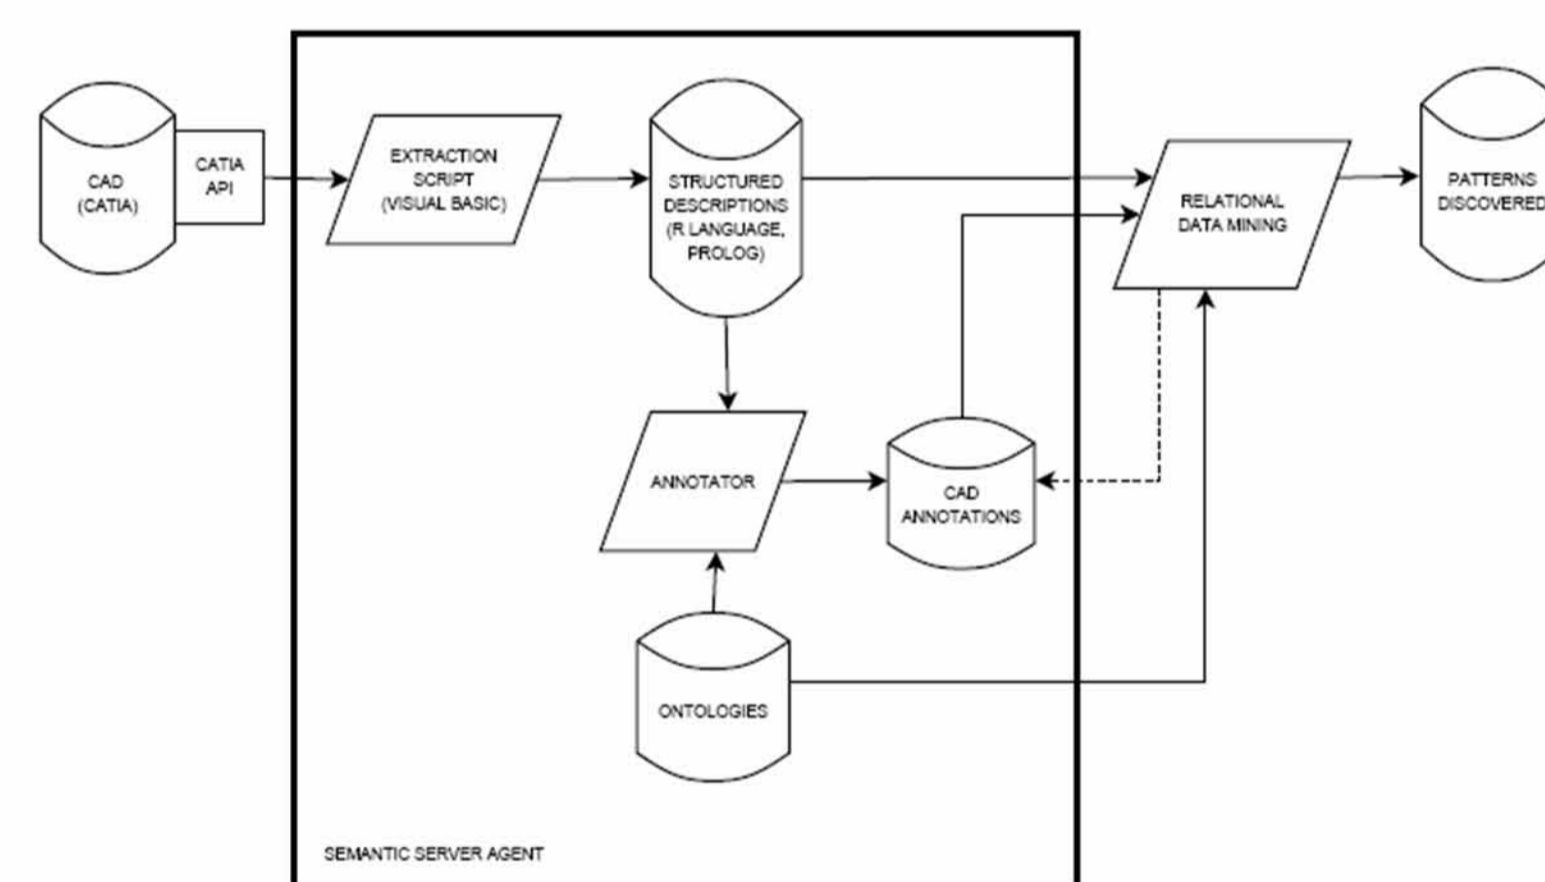 CAD
(CATIA)
CATIA
API
EXTRACTION
SCRIPT
(VISUAL BASIC)
STRUCTURED
DESCRIPTIONS
(R LANGUAGE,
PROLOG)
RELATIONAL
DATA MINING
PATTERNS
DISCOVERED
ANNOTATOR
CAD
ANNOTATIONS
ONTOLOGIES
SEMANTIC SERVER AGENT